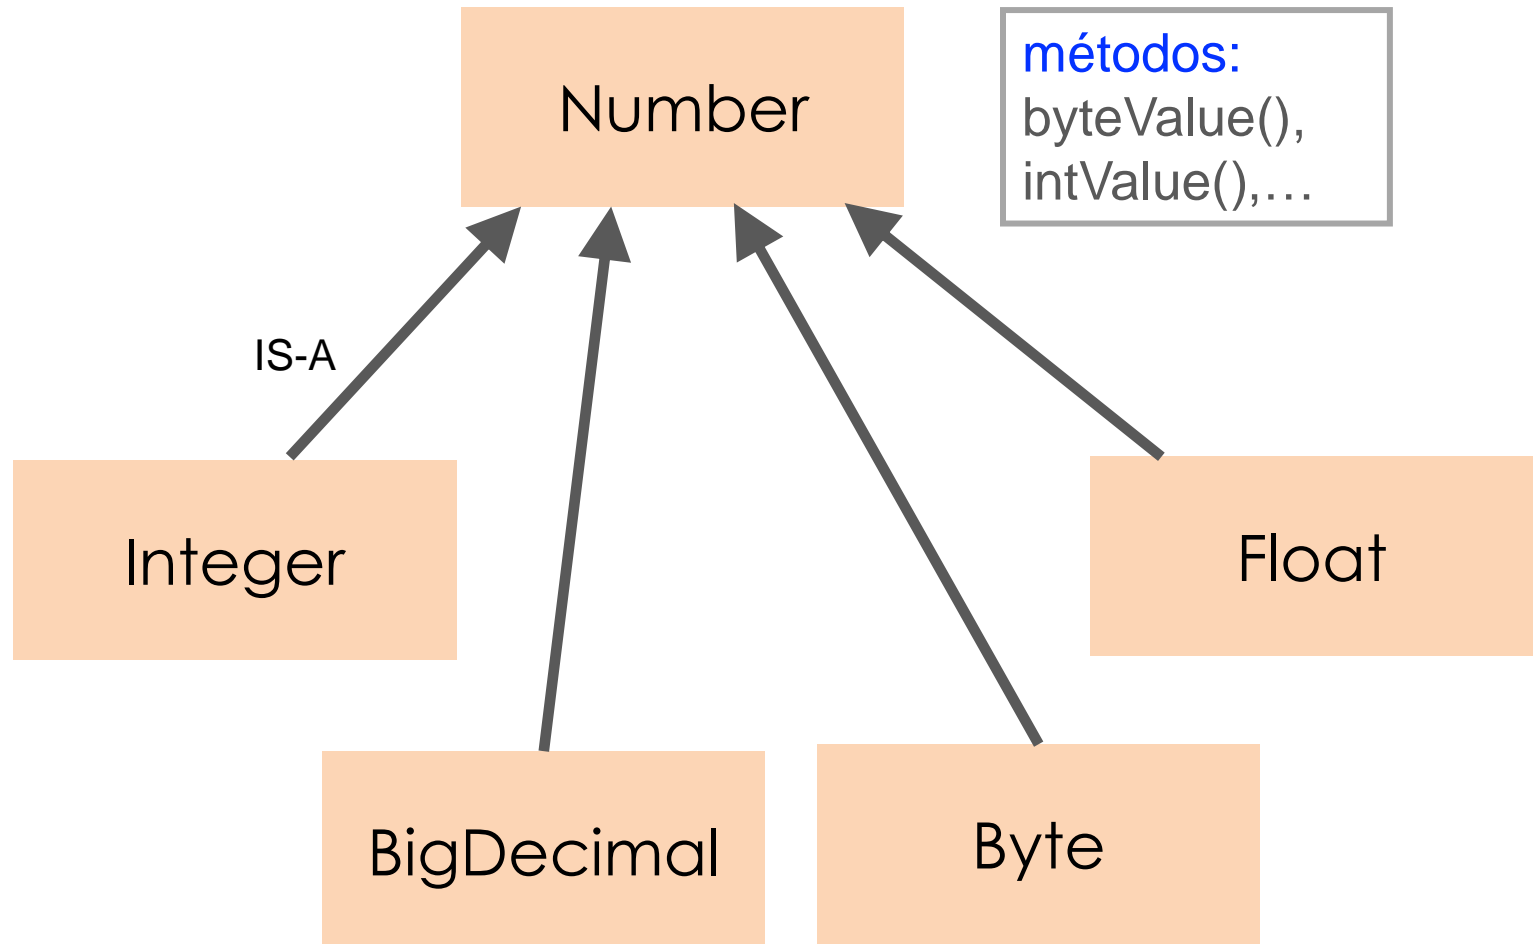 Number
métodos:
byteValue(),
intValue(),…
IS-A
Integer
Float
BigDecimal
Byte